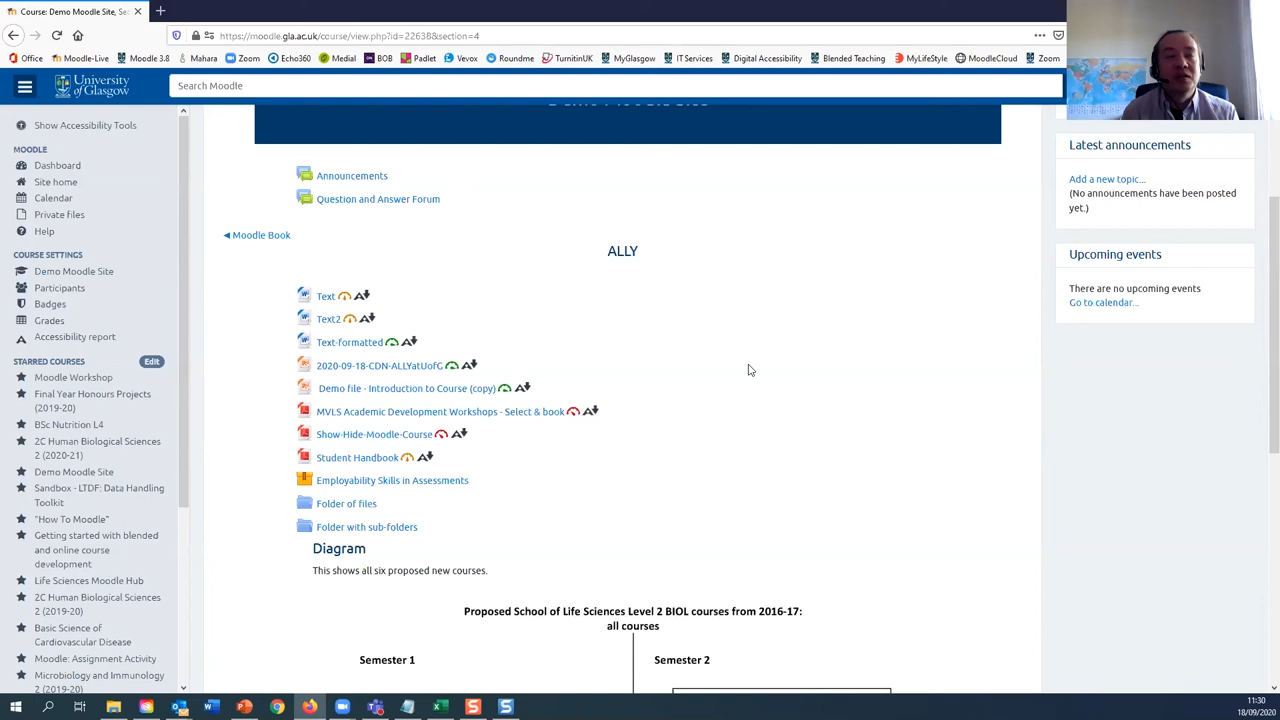 Course: Demo Moodle Site, Sec
https://moodle.gla.ac.uk/course/view.php?id=22638&section=4
Office Moodle-Live Moodle 3.8 Mahara Zoom Echo360 Medial BOB Padlet Vevox Roundme TurnitinUK MyGlasgow IT Services Digital Accessibility Blended Teaching MyLifeStyle MoodleCloud Zoom
University of Glasgow
Search Moodle
Show Accessibility Tools
MOODLE
Dashboard
Site home
Calendar
Private files
Help
COURSE SETTINGS
Demo Moodle Site
Participants
Badges
Grades
Accessibility report
STARRED COURSES Edit
Moodle Workshop
Final Year Honours Projects
(2019-20)
BSc Nutrition L4
2C Human Biological Sciences
2 (2020-21)
Demo Moodle Site
Sandbox - LTDF: Data Handling
Toolkit
"How To Moodle"
Getting started with blended
and online course
development
Life Sciences Moodle Hub
2C Human Biological Sciences
2 (2019-20)
Basic Science of
Cardiovascular Disease
Moodle: Assignment Activity
Microbiology and Immunology
2 (2019-20)
Announcements
Question and Answer Forum
◀ Moodle Book
ALLY
Text
Text2
Text-formatted
2020-09-18-CDN-ALLYatUofG
Demo file - Introduction to Course (copy)
MVLS Academic Development Workshops - Select & book
Show-Hide-Moodle-Course
Student Handbook
Employability Skills in Assessments
Folder of files
Folder with sub-folders
Diagram
This shows all six proposed new courses.
Proposed School of Life Sciences Level 2 BIOL courses from 2016-17:
all courses
Semester 1
Semester 2
Latest announcements
Add a new topic...
(No announcements have been posted
yet.)
Upcoming events
There are no upcoming events
Go to calendar...
11:30
18/09/2020